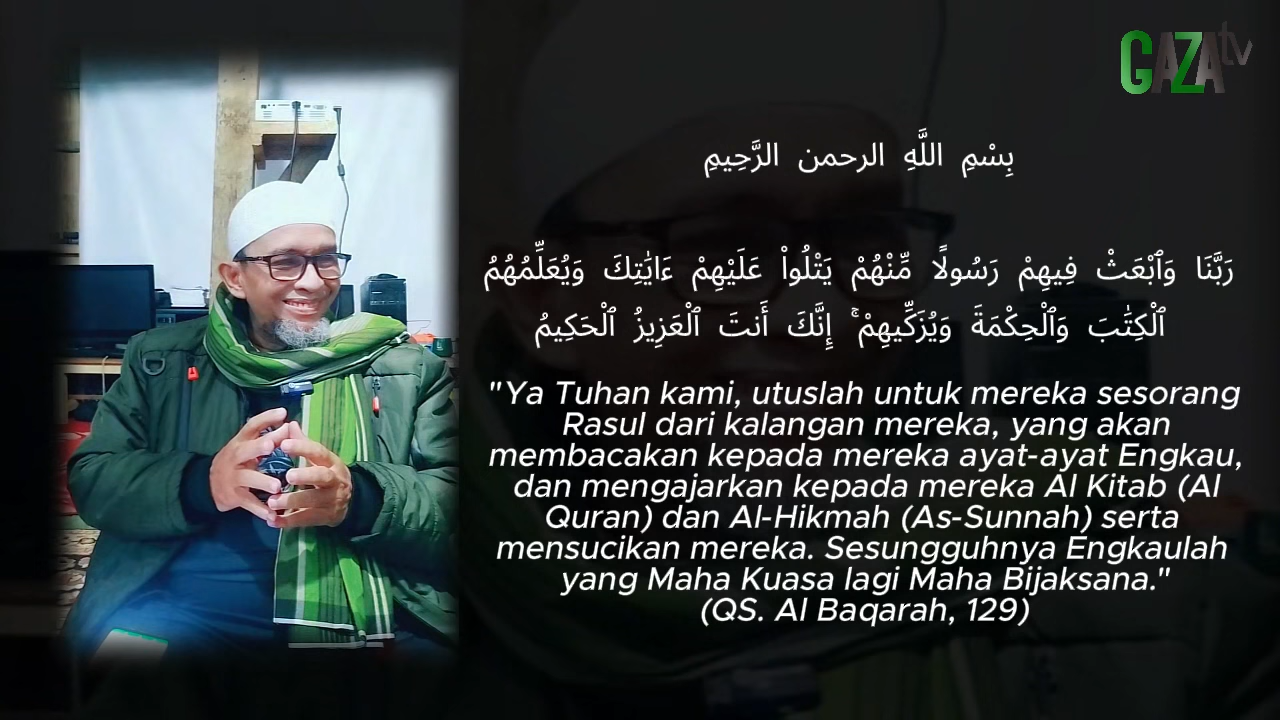 GAZAtv
بِسْمِ اللَّهِ الرحمن الرَّحِيمِ
رَبَّنَا وَٱبْعَثْ فِيهِمْ رَسُولًا مِّنْهُمْ يَتْلُوا۟ عَلَيْهِمْ ءَايَٰتِكَ وَيُعَلِّمُهُمُ
ٱلْكِتَٰبَ وَٱلْحِكْمَةَ وَيُزَكِّيهِمْ ۚ إِنَّكَ أَنتَ ٱلْعَزِيزُ ٱلْحَكِيمُ
"Ya Tuhan kami, utuslah untuk mereka sesorang
Rasul dari kalangan mereka, yang akan
membacakan kepada mereka ayat-ayat Engkau,
dan mengajarkan kepada mereka Al Kitab (Al
Quran) dan Al-Hikmah (As-Sunnah) serta
mensucikan mereka. Sesungguhnya Engkaulah
yang Maha Kuasa lagi Maha Bijaksana."
(QS. Al Baqarah, 129)